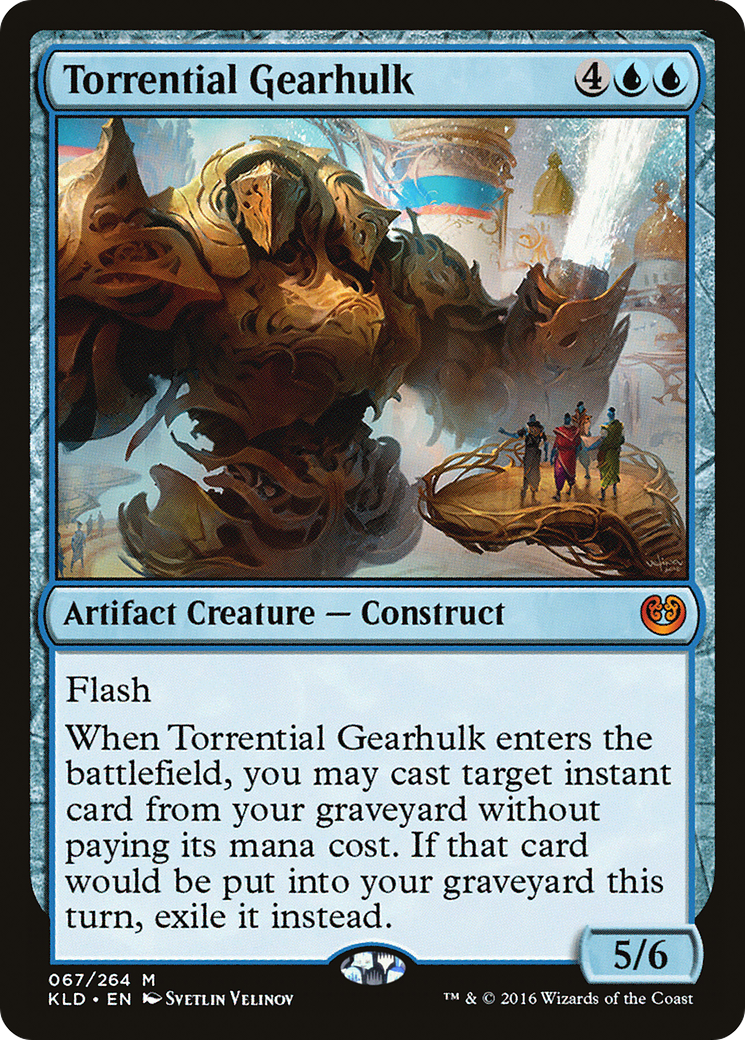 Torrential Gearhulk 4
Artifact Creature — Construct
Flash
When Torrential Gearhulk enters the
battlefield, you may cast target instant
card from your graveyard without
paying its mana cost. If that card
would be put into your graveyard this
turn, exile it instead.
5/6
067/264 M
KLD • EN Svetlin Velinov
™ & © 2016 Wizards of the Coast